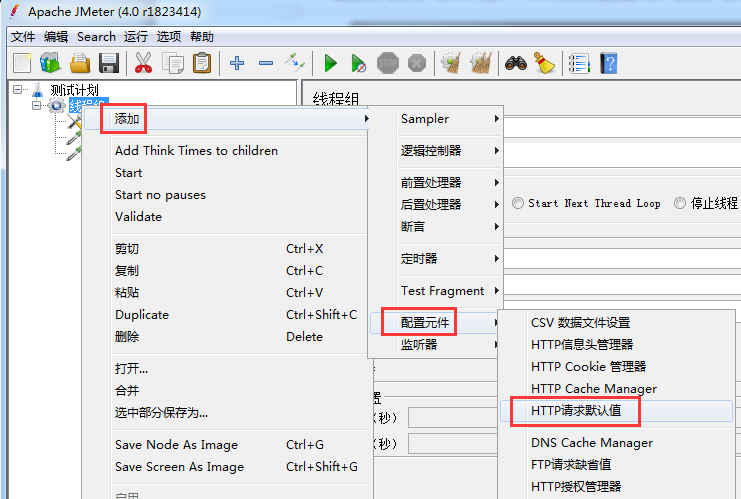 Apache JMeter (4.0 r1823414)
文件 编辑 Search 运行 选项 帮助
测试计划
线程组
线程组
添加
Add Think Times to children
Start
Start no pauses
Validate
剪切 Ctrl+X
复制 Ctrl+C
粘贴 Ctrl+V
Duplicate Ctrl+Shift+C
删除 Delete
打开...
合并
选中部分保存为...
Save Node As Image Ctrl+G
Save Screen As Image Ctrl+Shift+G
启用
Sampler
逻辑控制器
前置处理器
后置处理器
断言
定时器
Test Fragment
配置元件
监听器
Start Next Thread Loop 停止线程
置
(秒)
(秒)
CSV 数据文件设置
HTTP信息头管理器
HTTP Cookie 管理器
HTTP Cache Manager
HTTP请求默认值
DNS Cache Manager
FTP请求缺省值
HTTP授权管理器